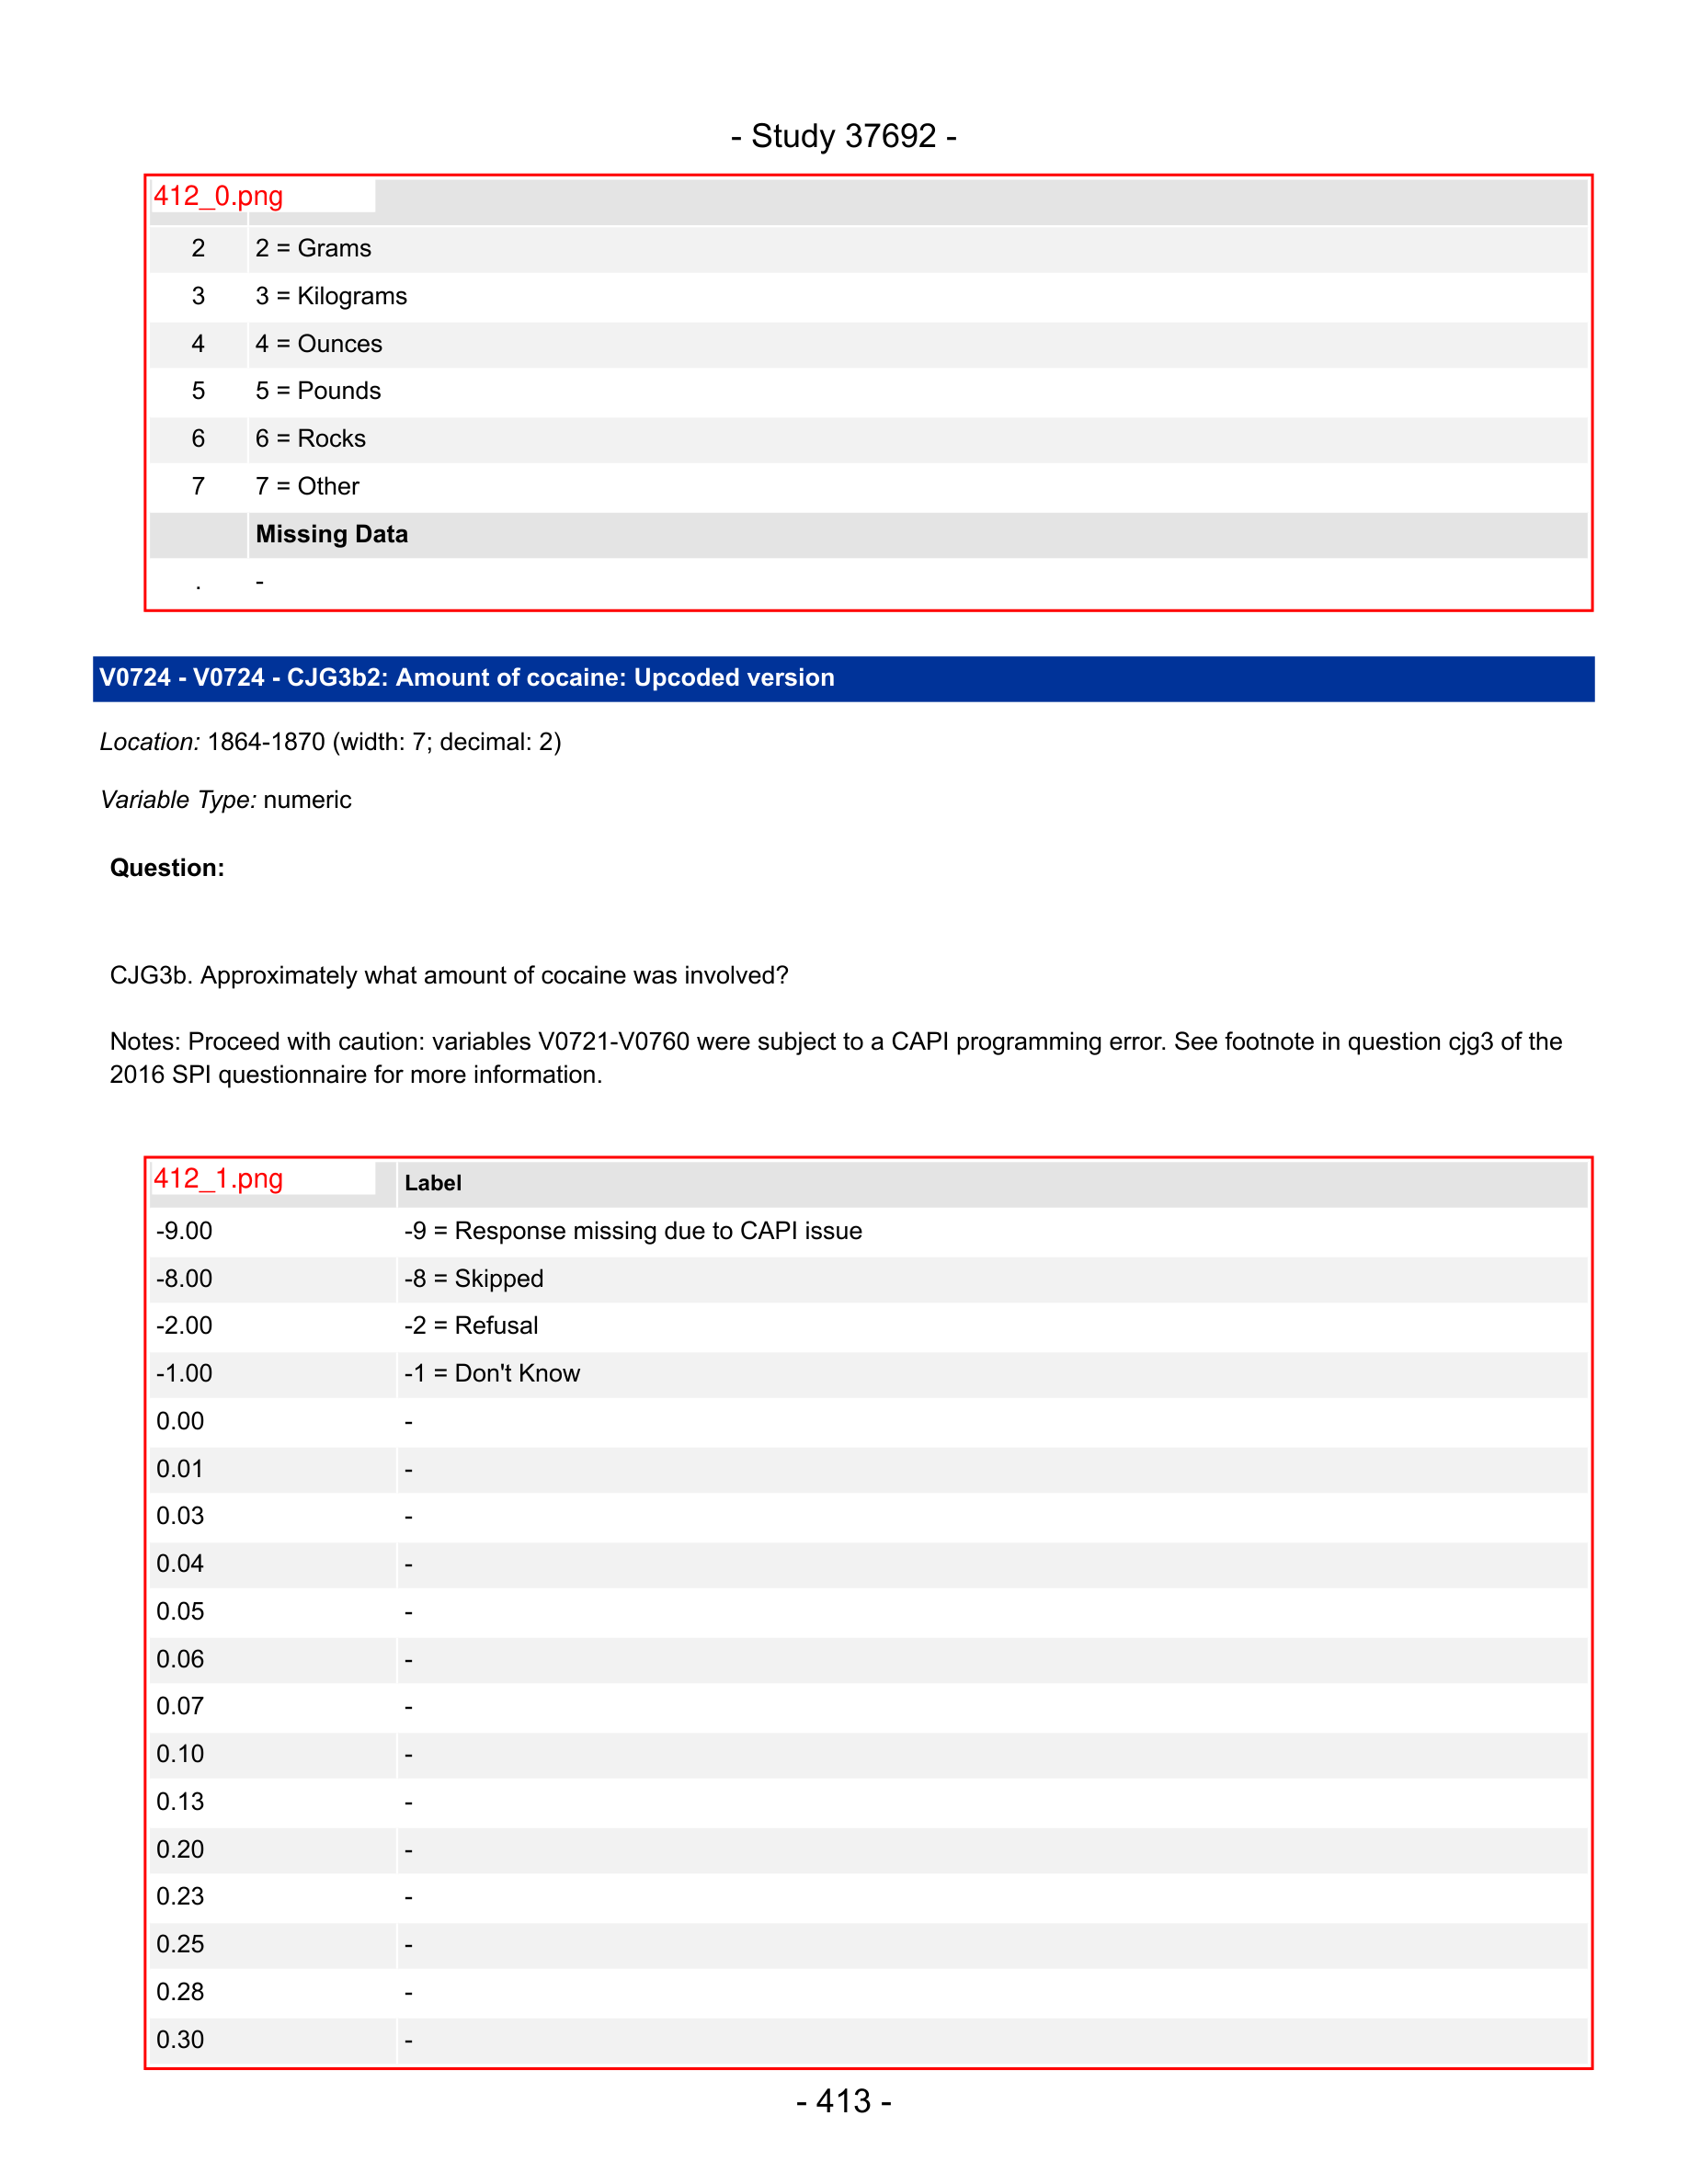 - Study 37692 -
412_0.png
2 2 = Grams
3 3 = Kilograms
4 4 = Ounces
5 5 = Pounds
6 6 = Rocks
7 7 = Other
Missing Data
. -
V0724 - V0724 - CJG3b2: Amount of cocaine: Upcoded version
Location: 1864-1870 (width: 7; decimal: 2)
Variable Type: numeric
Question:
CJG3b. Approximately what amount of cocaine was involved?
Notes: Proceed with caution: variables V0721-V0760 were subject to a CAPI programming error. See footnote in question cjg3 of the
2016 SPI questionnaire for more information.
412_1.png Label
-9.00 -9 = Response missing due to CAPI issue
-8.00 -8 = Skipped
-2.00 -2 = Refusal
-1.00 -1 = Don't Know
0.00 -
0.01 -
0.03 -
0.04 -
0.05 -
0.06 -
0.07 -
0.10 -
0.13 -
0.20 -
0.23 -
0.25 -
0.28 -
0.30 -
- 413 -